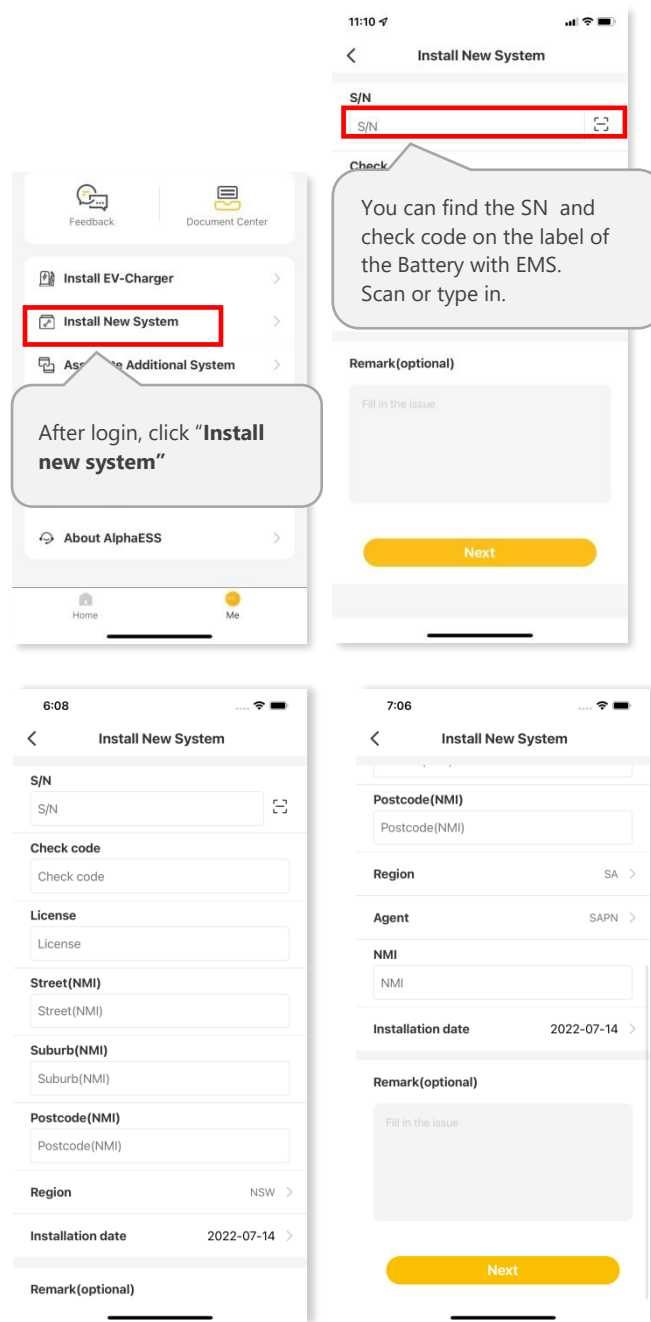 Feedback
Document Center
Install EV-Charger
Install New System
Additional System
After login, click “Install
new system”
About AlphaESS
Home
Me
11:10
Install New System
S/N
S/N
Check
You can find the SN and
check code on the label of
the Battery with EMS.
Scan or type in.
Remark(optional)
Fill in the issue
Next
6:08
Install New System
S/N
S/N
Check code
Check code
License
License
Street(NMI)
Street(NMI)
Suburb(NMI)
Suburb(NMI)
Postcode(NMI)
Postcode(NMI)
Region NSW
Installation date 2022-07-14
Remark(optional)
7:06
Install New System
Postcode(NMI)
Postcode(NMI)
Region SA
Agent SAPN
NMI
NMI
Installation date 2022-07-14
Remark(optional)
Fill in the issue
Next